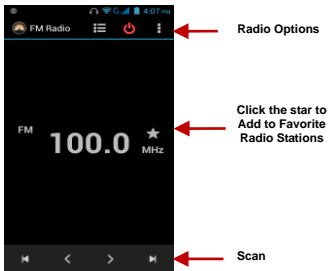 G 4:07 PM
FM Radio
Radio Options
FM 100.0 MHz
Click the star to
Add to Favorite
Radio Stations
Scan